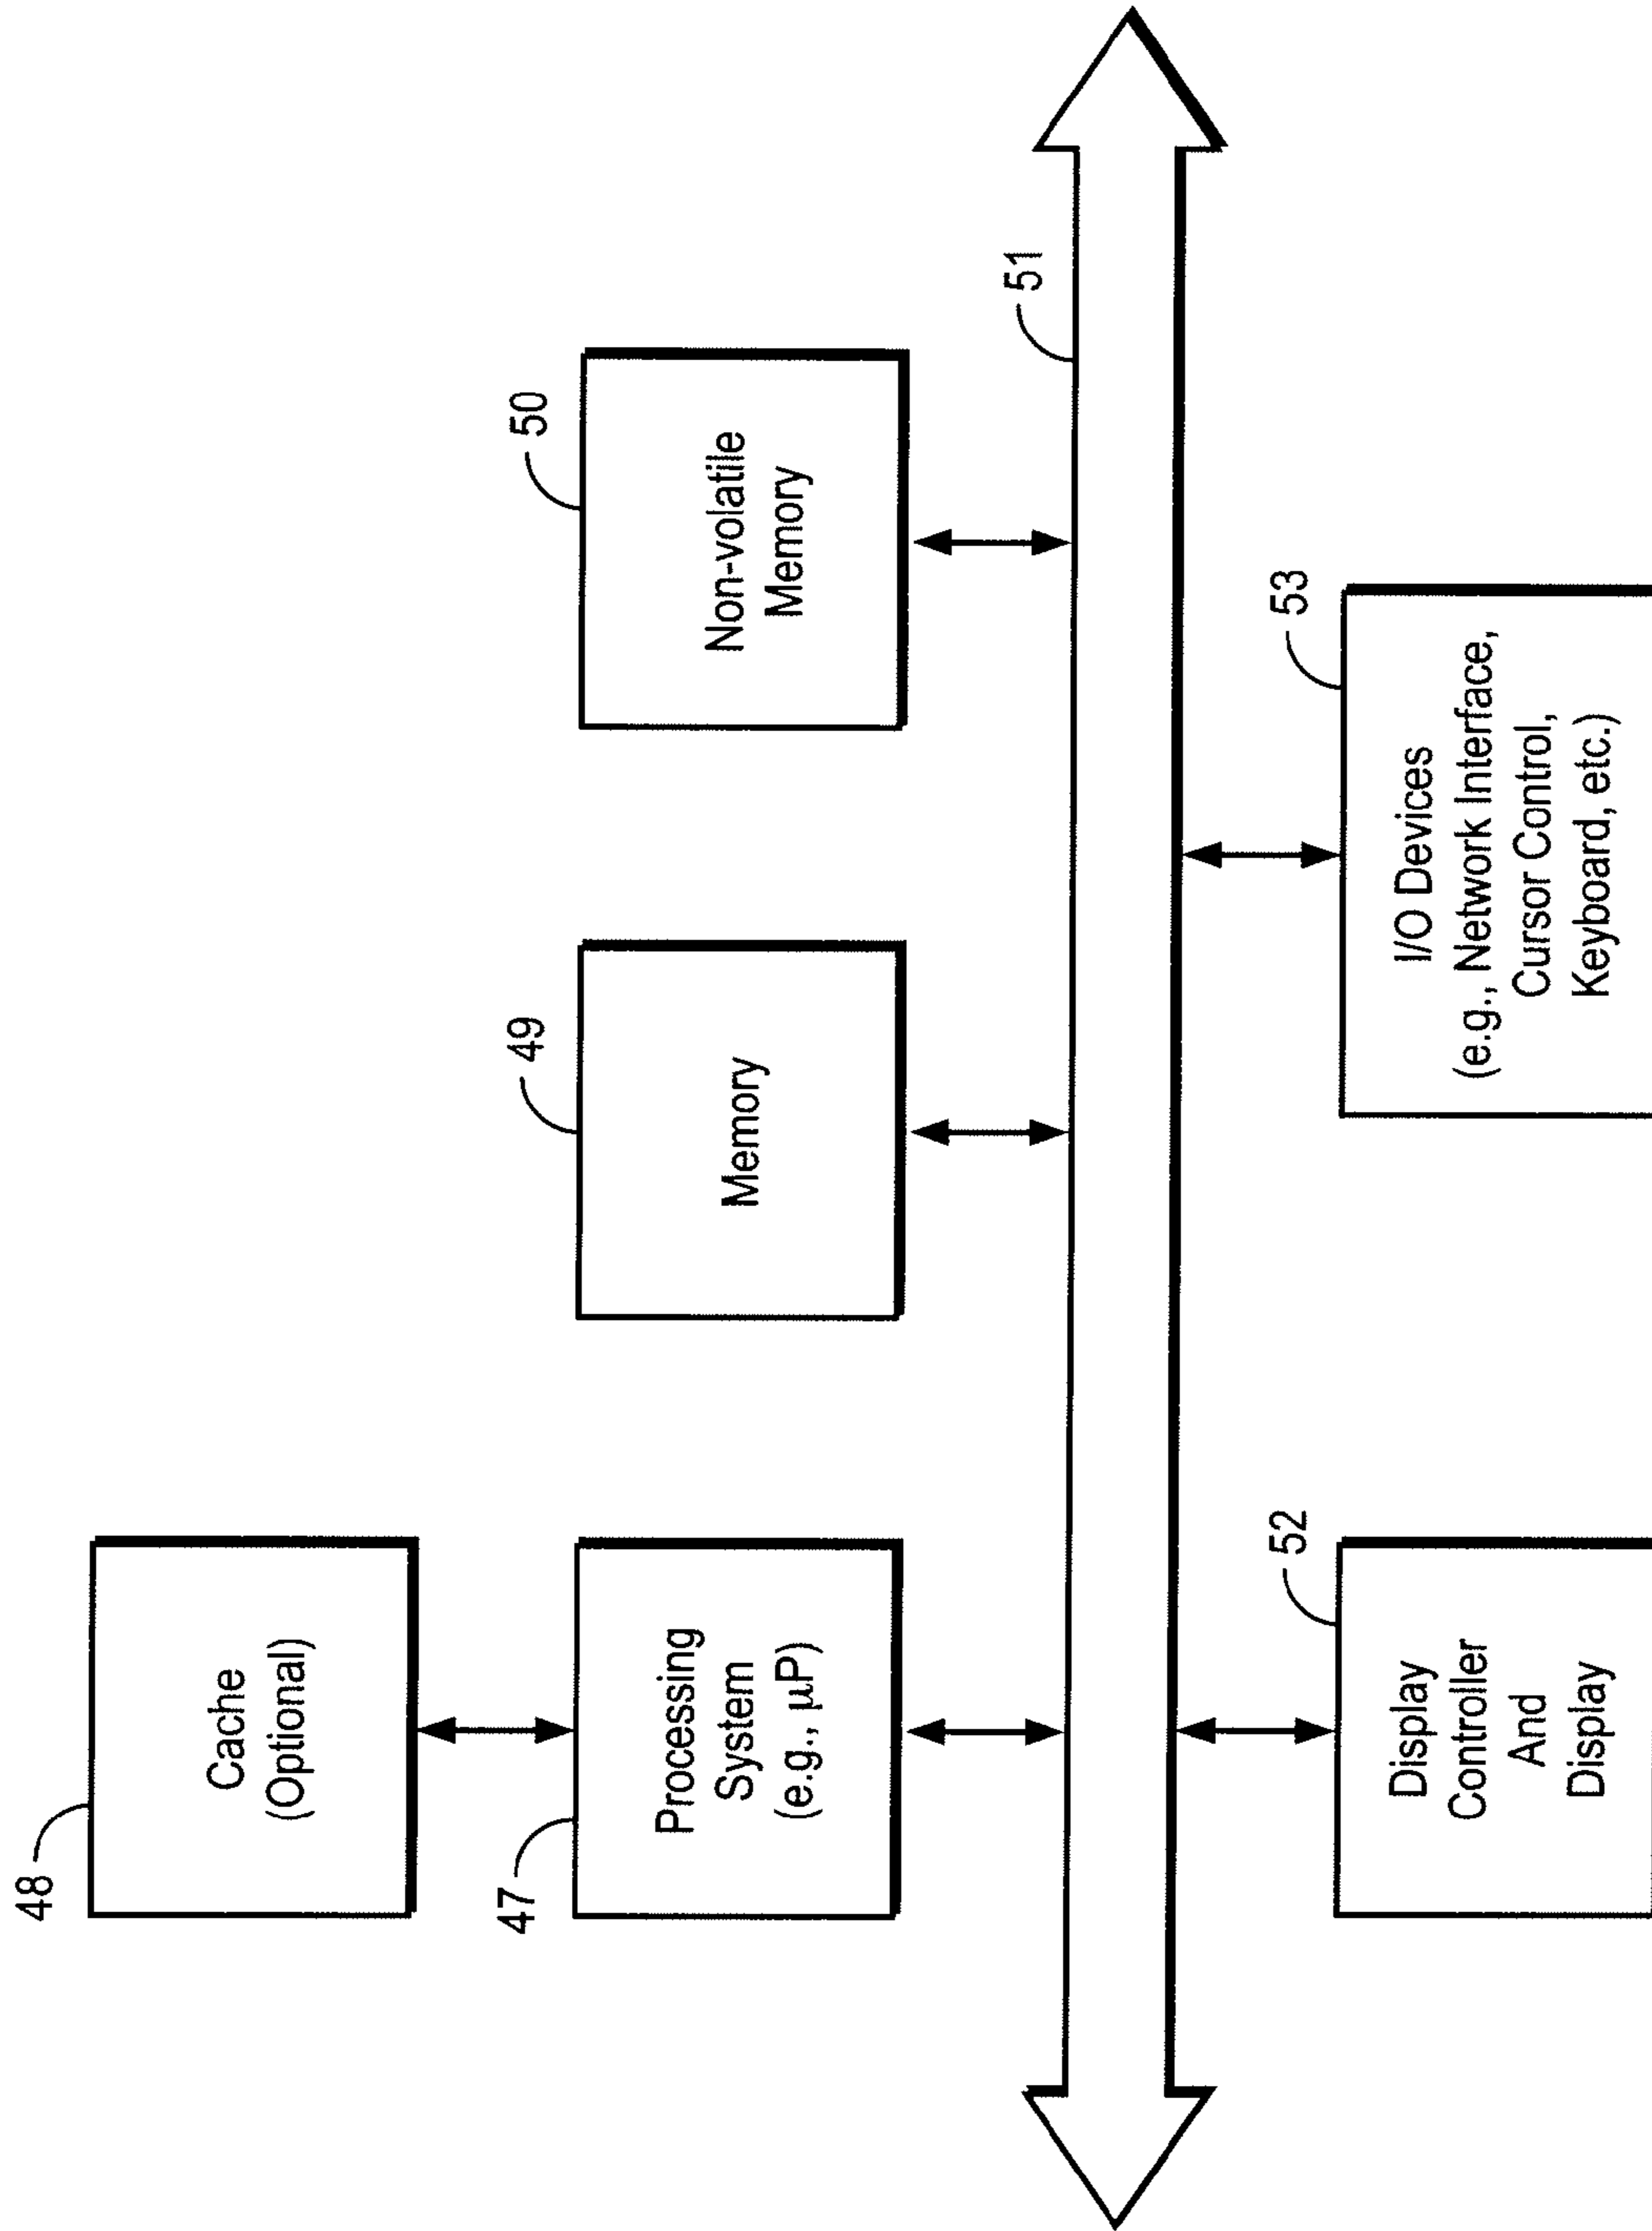 48
Cache
(Optional)
47
Processing
System
(e.g., µP)
49
Memory
50
Non-volatile
Memory
51
52
Display
Controller
And
Display
53
I/O Devices
(e.g., Network Interface,
Cursor Control,
Keyboard, etc.)